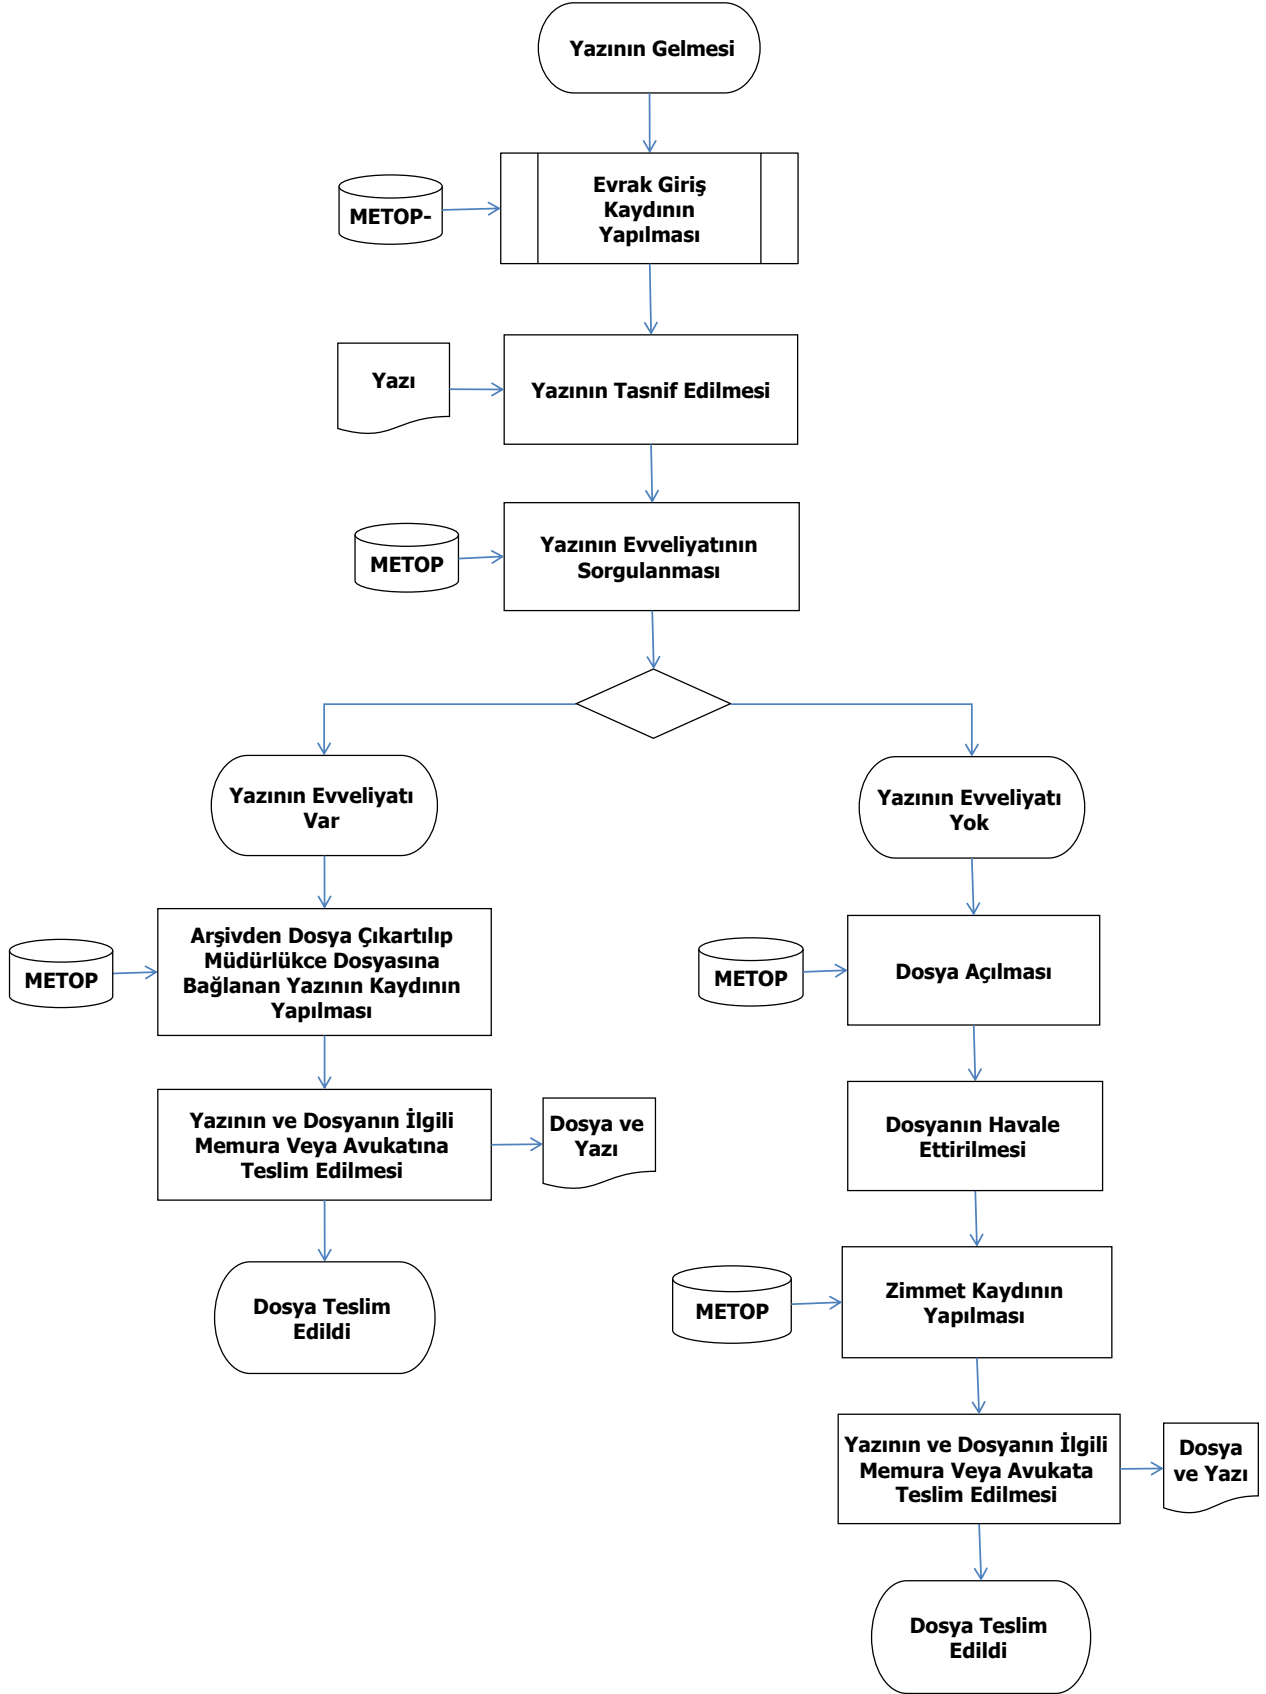 Yazının Gelmesi
METOP-
Evrak Giriş
Kaydının
Yapılması
Yazı
Yazının Tasnif Edilmesi
METOP
Yazının Evveliyatının
Sorgulanması
Yazının Evveliyatı
Var
Yazının Evveliyatı
Yok
METOP
Arşivden Dosya Çıkartılıp
Müdürlükce Dosyasına
Bağlanan Yazının Kaydının
Yapılması
METOP
Dosya Açılması
Yazının ve Dosyanın İlgili
Memura Veya Avukatına
Teslim Edilmesi
Dosya ve
Yazı
Dosyanın Havale
Ettirilmesi
Dosya Teslim
Edildi
METOP
Zimmet Kaydının
Yapılması
Yazının ve Dosyanın İlgili
Memura Veya Avukata
Teslim Edilmesi
Dosya
ve Yazı
Dosya Teslim
Edildi